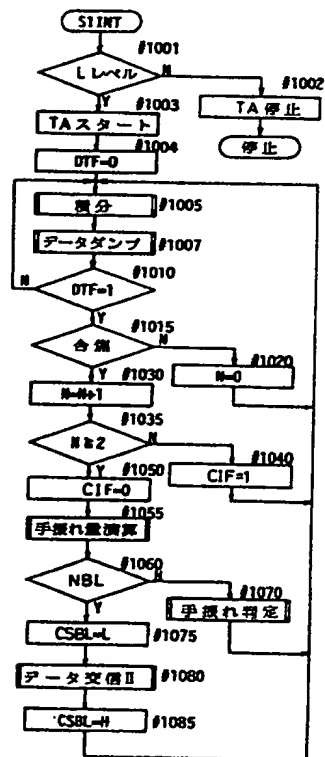 S1INT
#1001
Lレベル
N
#1002
Y
#1003
TA停止
TAスタート
#1004
停止
DTF=0
積分
#1005
データダンプ
#1007
#1010
N
DTF=1
Y
#1015
合焦
N
#1020
Y
#1030
N=0
N=N+1
#1035
N≧2
N
#1040
Y
#1050
CIF=1
CIF=0
#1055
手振れ量演算
#1060
NBL
N
#1070
Y
手振れ判定
CSBL=L
#1075
データ交信Ⅱ
#1080
CSBL=H
#1085